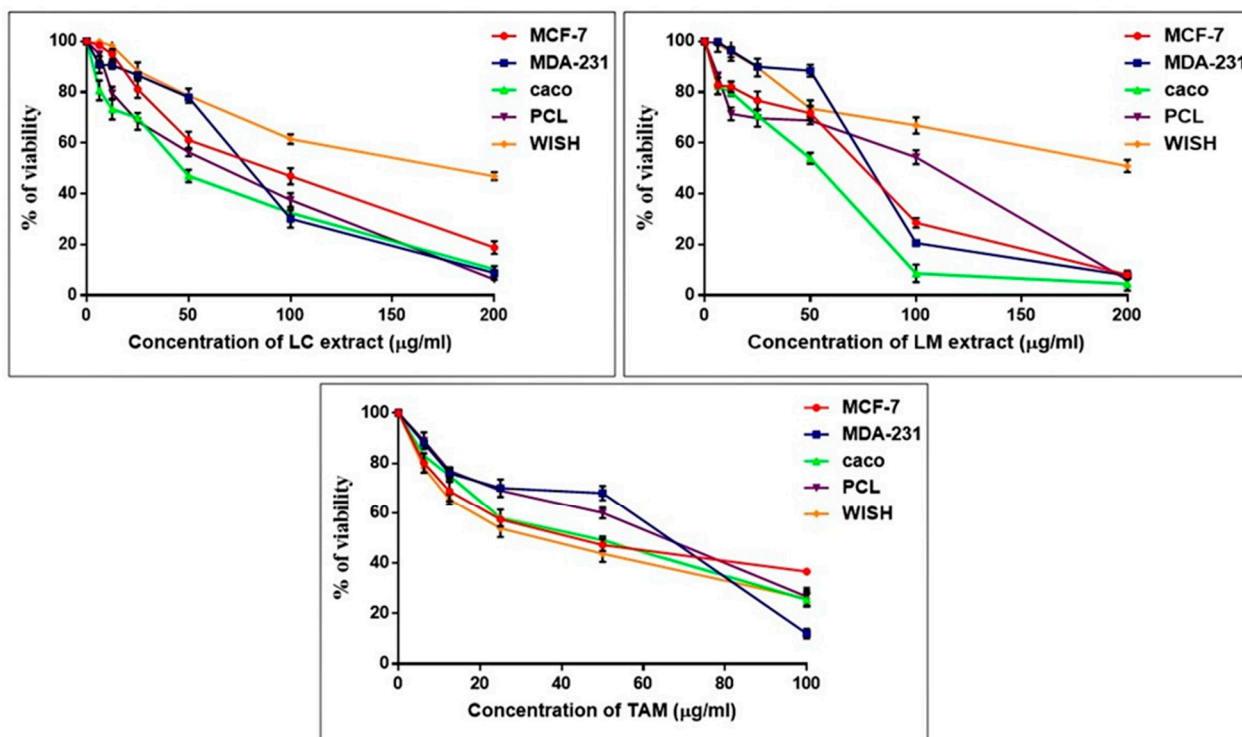 % of viability
100
80
60
40
20
0
0
50
100
150
200
Concentration of LC extract (μg/ml)
MCF-7
MDA-231
caco
PCL
WISH
% of viability
100
80
60
40
20
0
0
50
100
150
200
Concentration of LM extract (μg/ml)
MCF-7
MDA-231
caco
PCL
WISH
% of viability
100
80
60
40
20
0
0
20
40
60
80
100
Concentration of TAM (μg/ml)
MCF-7
MDA-231
caco
PCL
WISH